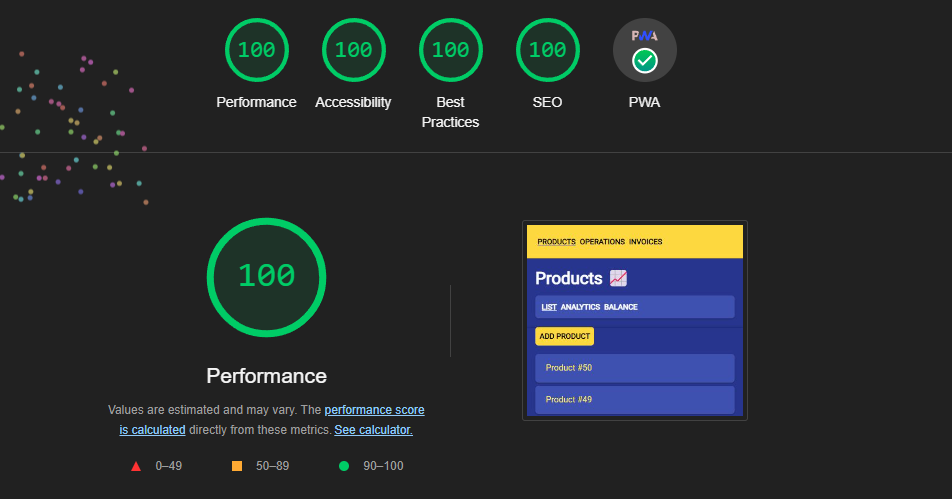 100 100 100 100 PWA
Performance Accessibility Best Practices SEO PWA
100
Performance
Values are estimated and may vary. The performance score
is calculated directly from these metrics. See calculator.
0–49 50–89 90–100
PRODUCTS OPERATIONS INVOICES
Products
LIST ANALYTICS BALANCE
ADD PRODUCT
Product #50
Product #49